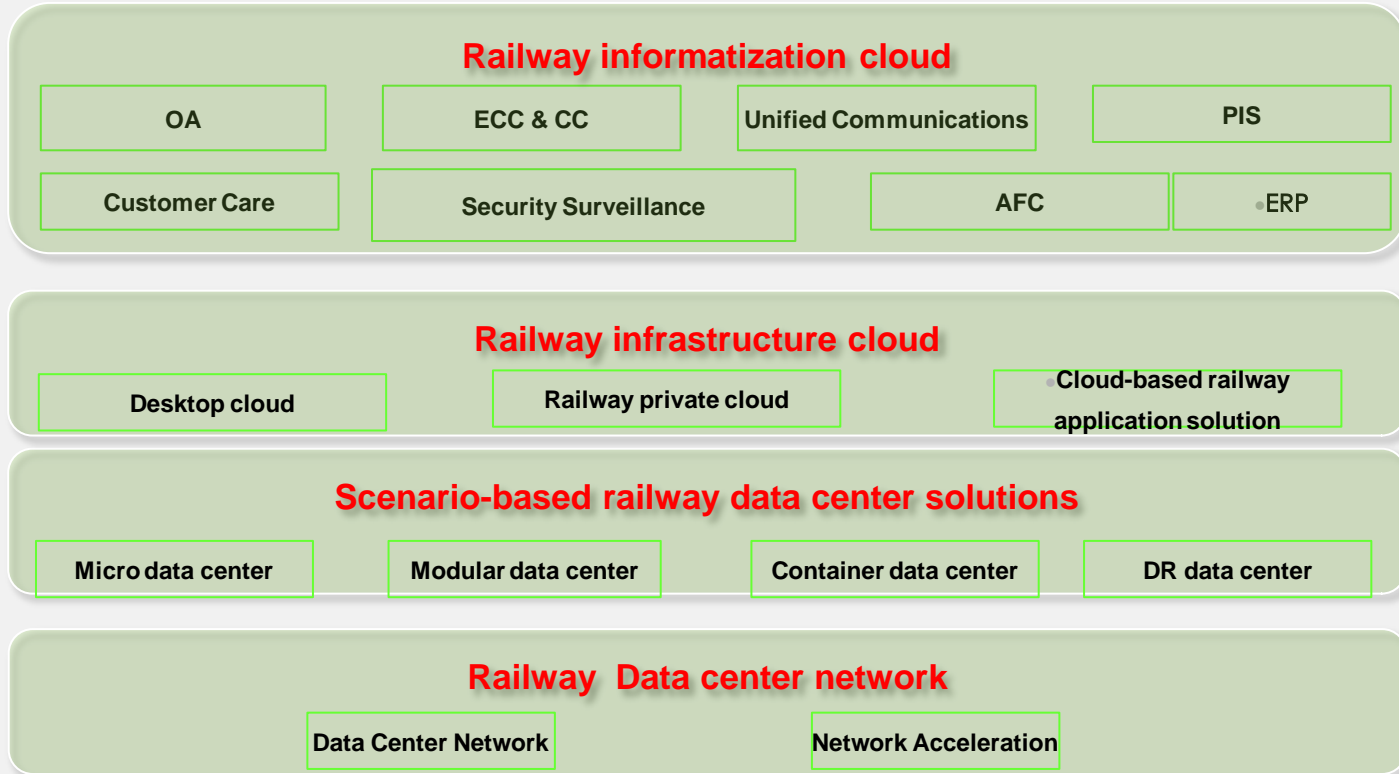 Railway informatization cloud
OA
ECC & CC
Unified Communications
PIS
Customer Care
Security Surveillance
AFC
•ERP
Railway infrastructure cloud
Desktop cloud
Railway private cloud
•Cloud-based railway
application solution
Scenario-based railway data center solutions
Micro data center
Modular data center
Container data center
DR data center
Railway Data center network
Data Center Network
Network Acceleration